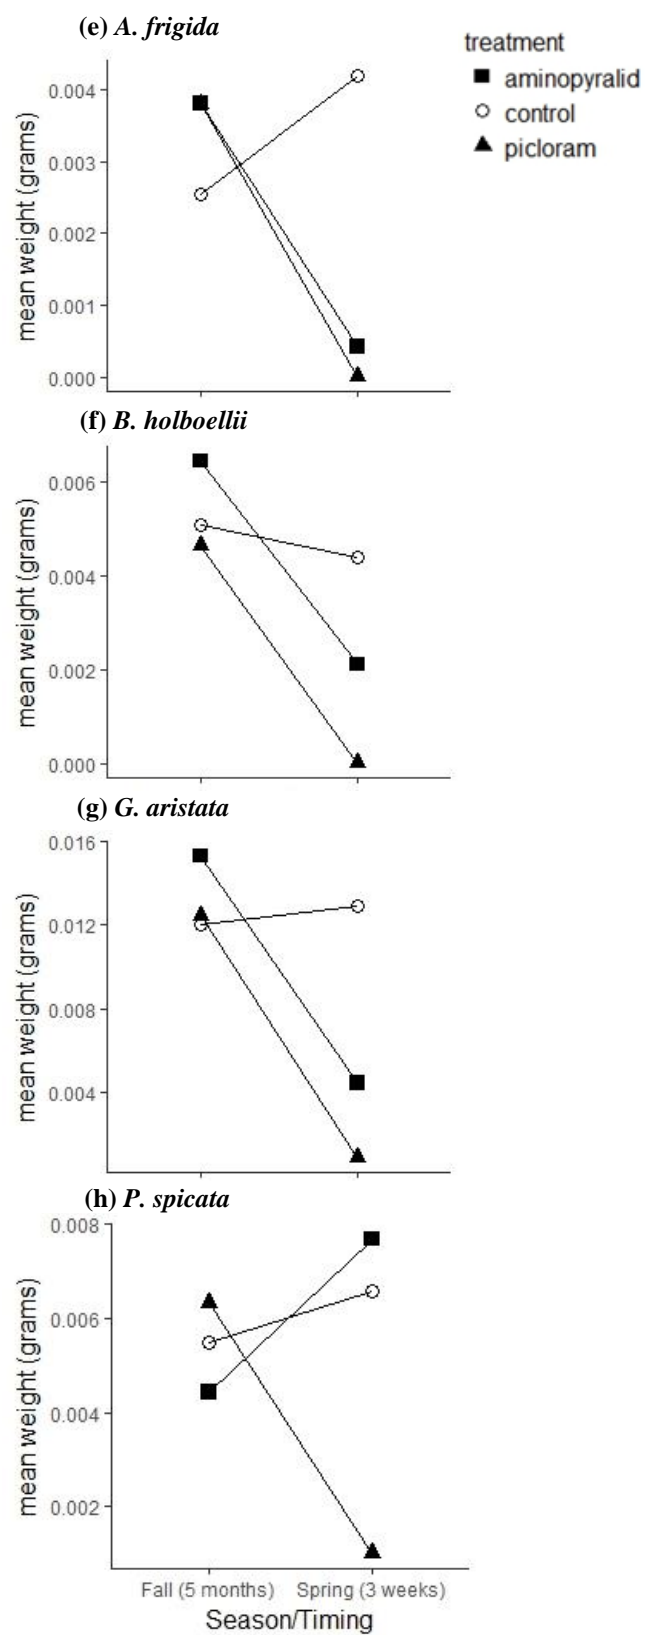 (e) A. frigida
treatment
aminopyralid
control
picloram
mean weight (grams)
0.004
0.003
0.002
0.001
0.000
(f) B. holboellii
mean weight (grams)
0.006
0.004
0.002
0.000
(g) G. aristata
mean weight (grams)
0.016
0.012
0.008
0.004
(h) P. spicata
mean weight (grams)
0.008
0.006
0.004
0.002
Fall (5 months) Spring (3 weeks)
Season/Timing